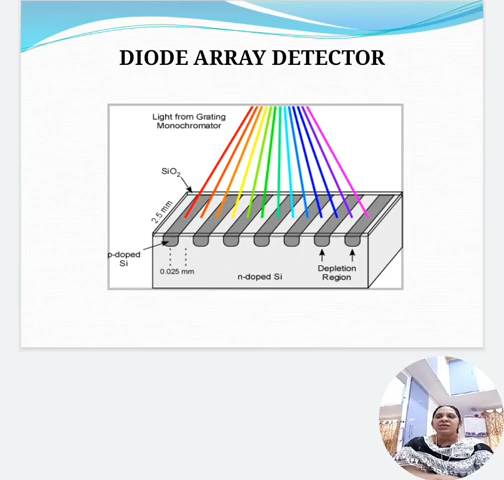 DIODE ARRAY DETECTOR
Light from Grating
Monochromator
SiO2
2.5 mm
p-doped
Si
0.025 mm
n-doped Si
Depletion
Region